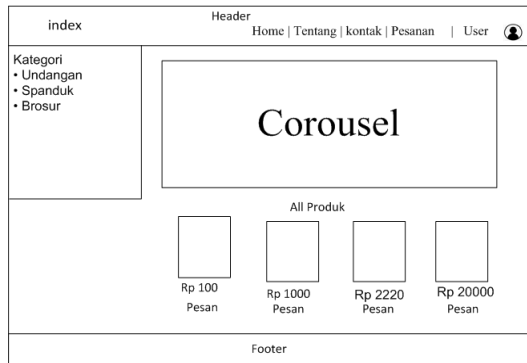 index
Header
Home | Tentang | kontak | Pesanan | User
Kategori
• Undangan
• Spanduk
• Brosur
Corousel
All Produk
Rp 100
Pesan
Rp 1000
Pesan
Rp 2220
Pesan
Rp 20000
Pesan
Footer